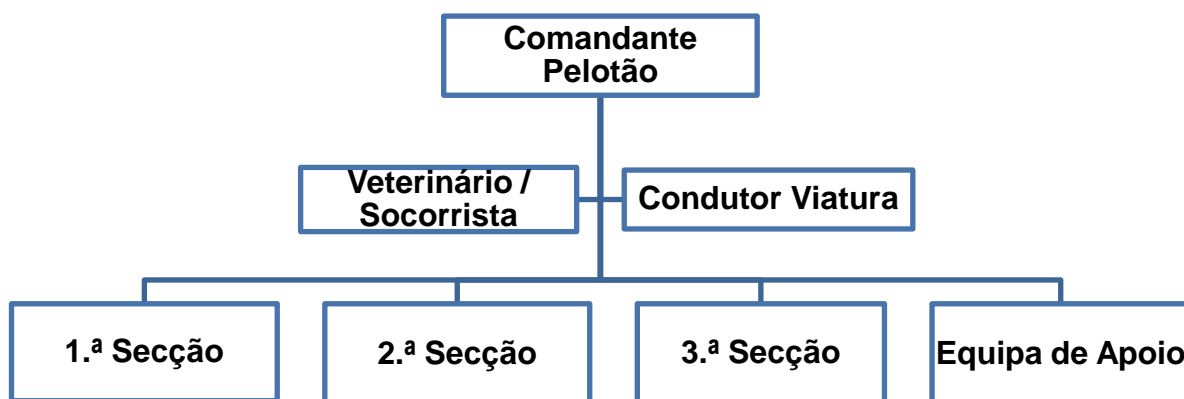 Comandante
Pelotão
Veterinário /
Socorrista
Condutor Viatura
1.ª Secção
2.ª Secção
3.ª Secção
Equipa de Apoio